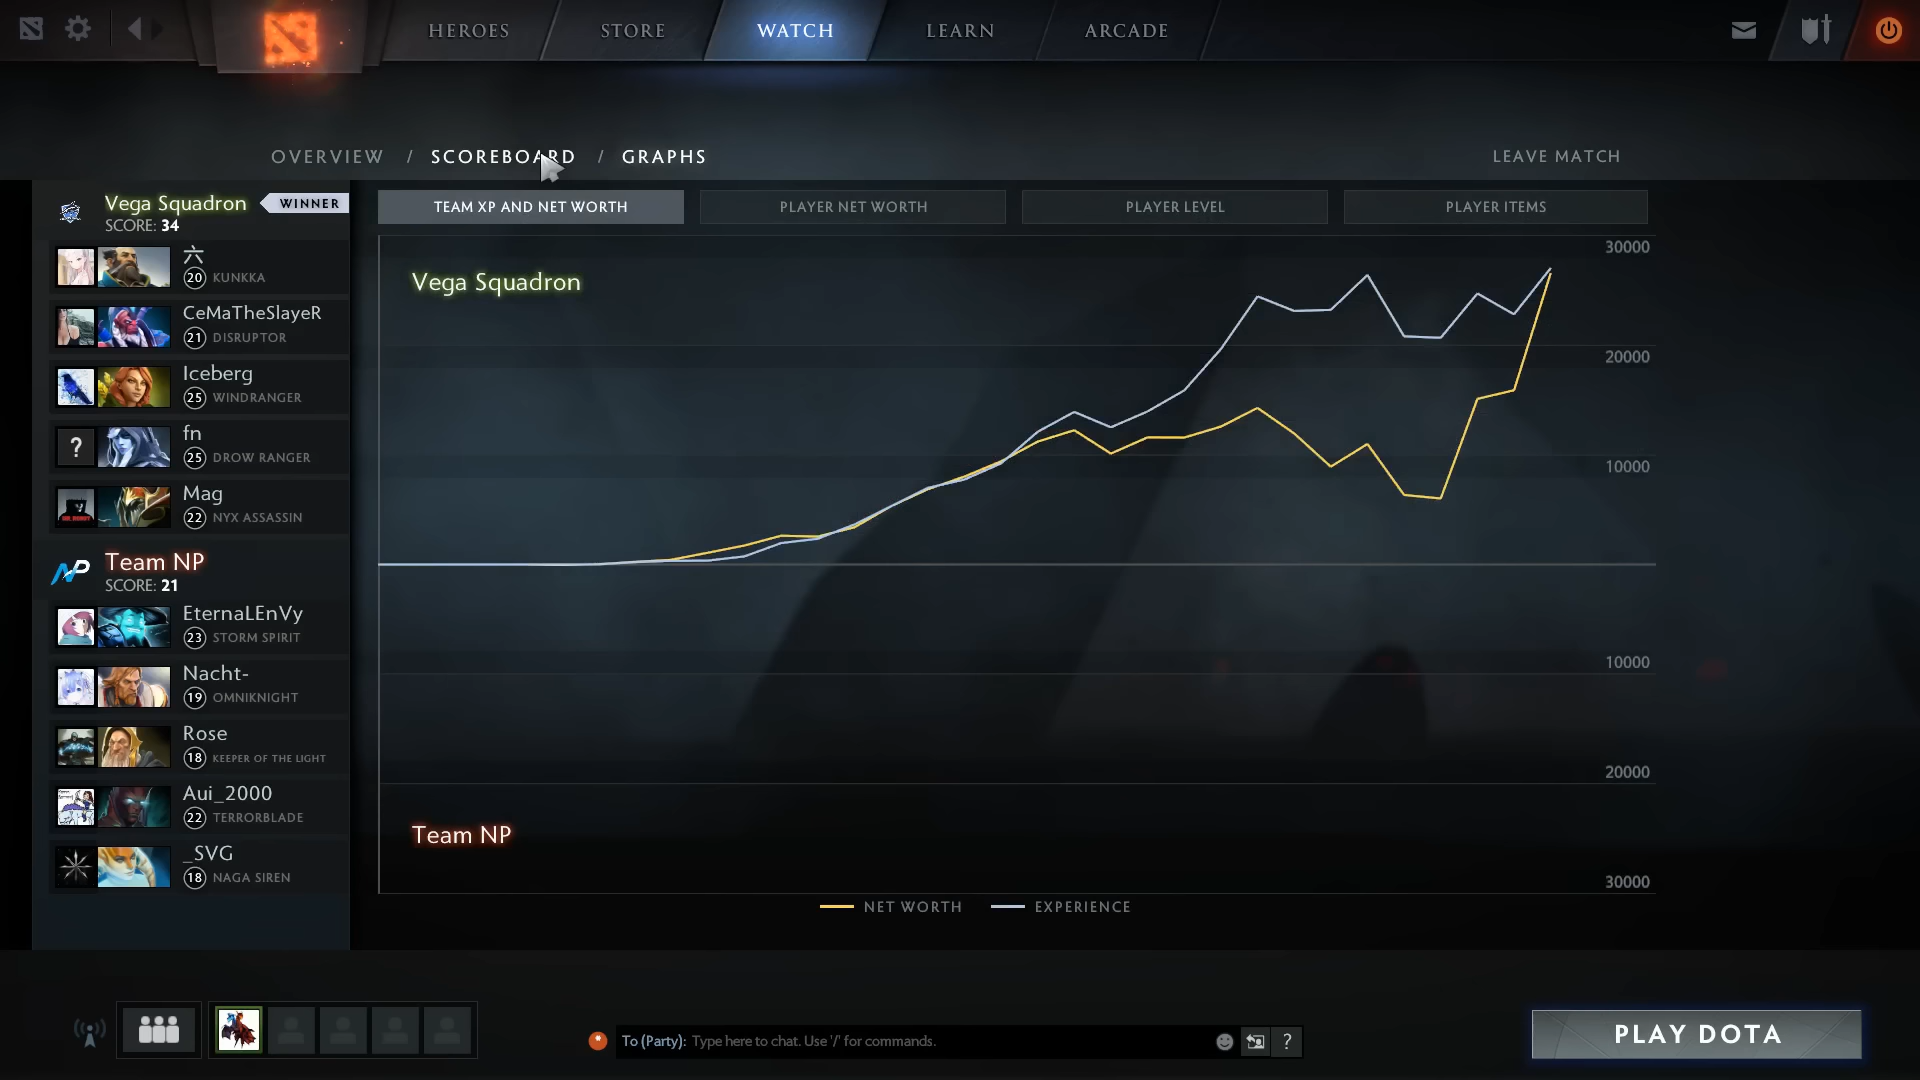 HEROES
STORE
WATCH
LEARN
ARCADE
OVERVIEW / SCOREBOARD / GRAPHS
LEAVE MATCH
Vega Squadron
WINNER
SCORE: 34
六
20 KUNKKA
CeMaTheSlayeR
21 DISRUPTOR
Iceberg
25 WINDRANGER
fn
? 25 DROW RANGER
Mag
22 NYX ASSASSIN
Team NP
SCORE: 21
EternaLEnVy
23 STORM SPIRIT
Nacht-
19 OMNIKNIGHT
Rose
18 KEEPER OF THE LIGHT
Aui_2000
22 TERRORBLADE
_SVG
18 NAGA SIREN
TEAM XP AND NET WORTH
PLAYER NET WORTH
PLAYER LEVEL
PLAYER ITEMS
30000
Vega Squadron
20000
10000
10000
20000
Team NP
30000
NET WORTH
EXPERIENCE
To (Party): Type here to chat. Use '/' for commands.
?
PLAY DOTA